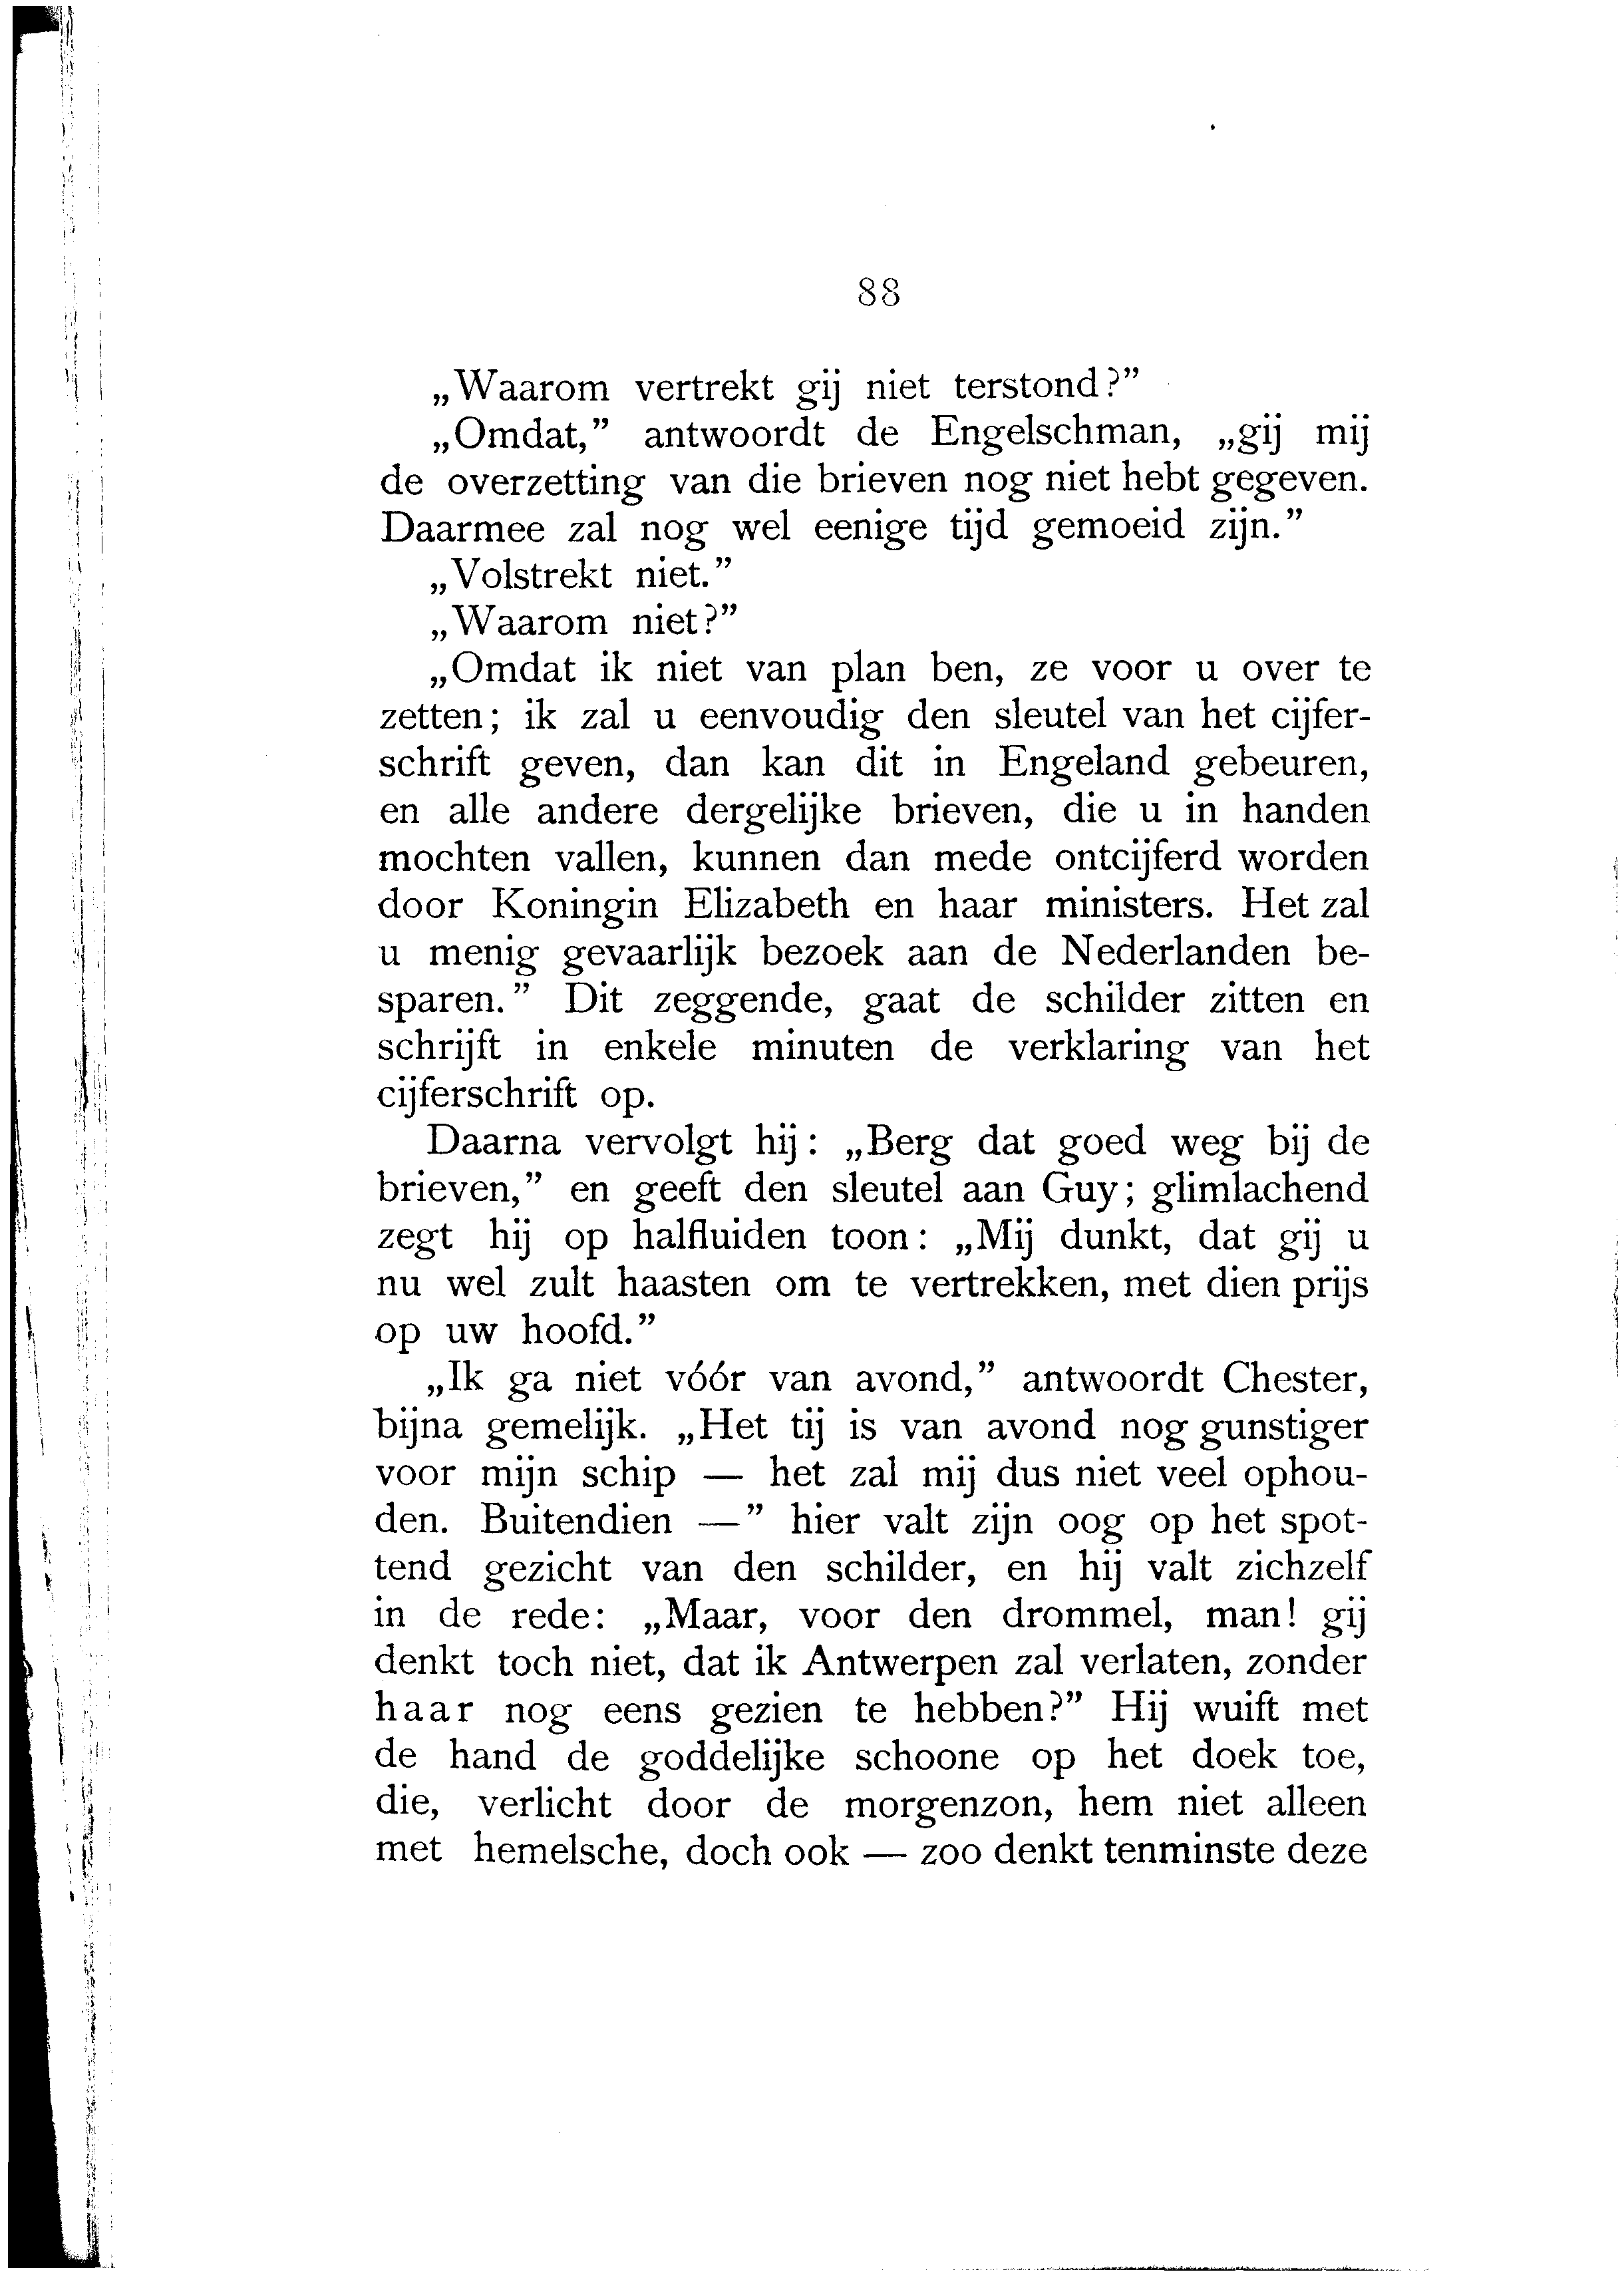 88
„Waarom vertrekt gij niet terstond?”
„Omdat,” antwoordt de Engelschman, „gij mij
de overzetting van die brieven nog niet hebt gegeven.
Daarmee zal nog wel eenige tijd gemoeid zijn.”
„Volstrekt niet.”
„Waarom niet?”
„Omdat ik niet van plan ben, ze voor u over te
zetten; ik zal u eenvoudig den sleutel van het cijfer-
schrift geven, dan kan dit in Engeland gebeuren,
en alle andere dergelijke brieven, die u in handen
mochten vallen, kunnen dan mede ontcijferd worden
door Koningin Elizabeth en haar ministers. Het zal
u menig gevaarlijk bezoek aan de Nederlanden be-
sparen.” Dit zeggende, gaat de schilder zitten en
schrijft in enkele minuten de verklaring van het
cijferschrift op.
Daarna vervolgt hij: „Berg dat goed weg bij de
brieven,” en geeft den sleutel aan Guy; glimlachend
zegt hij op halfluiden toon: „Mij dunkt, dat gij u
nu wel zult haasten om te vertrekken, met dien prijs
op uw hoofd.”
„Ik ga niet vóór van avond,” antwoordt Chester,
bijna gemelijk. „Het tij is van avond nog gunstiger
voor mijn schip — het zal mij dus niet veel ophou-
den. Buitendien —” hier valt zijn oog op het spot-
tend gezicht van den schilder, en hij valt zichzelf
in de rede: „Maar, voor den drommel, man! gij
denkt toch niet, dat ik Antwerpen zal verlaten, zonder
haar nog eens gezien te hebben?” Hij wuift met
de hand de goddelijke schoone op het doek toe,
die, verlicht door de morgenzon, hem niet alleen
met hemelsche, doch ook — zoo denkt tenminste deze